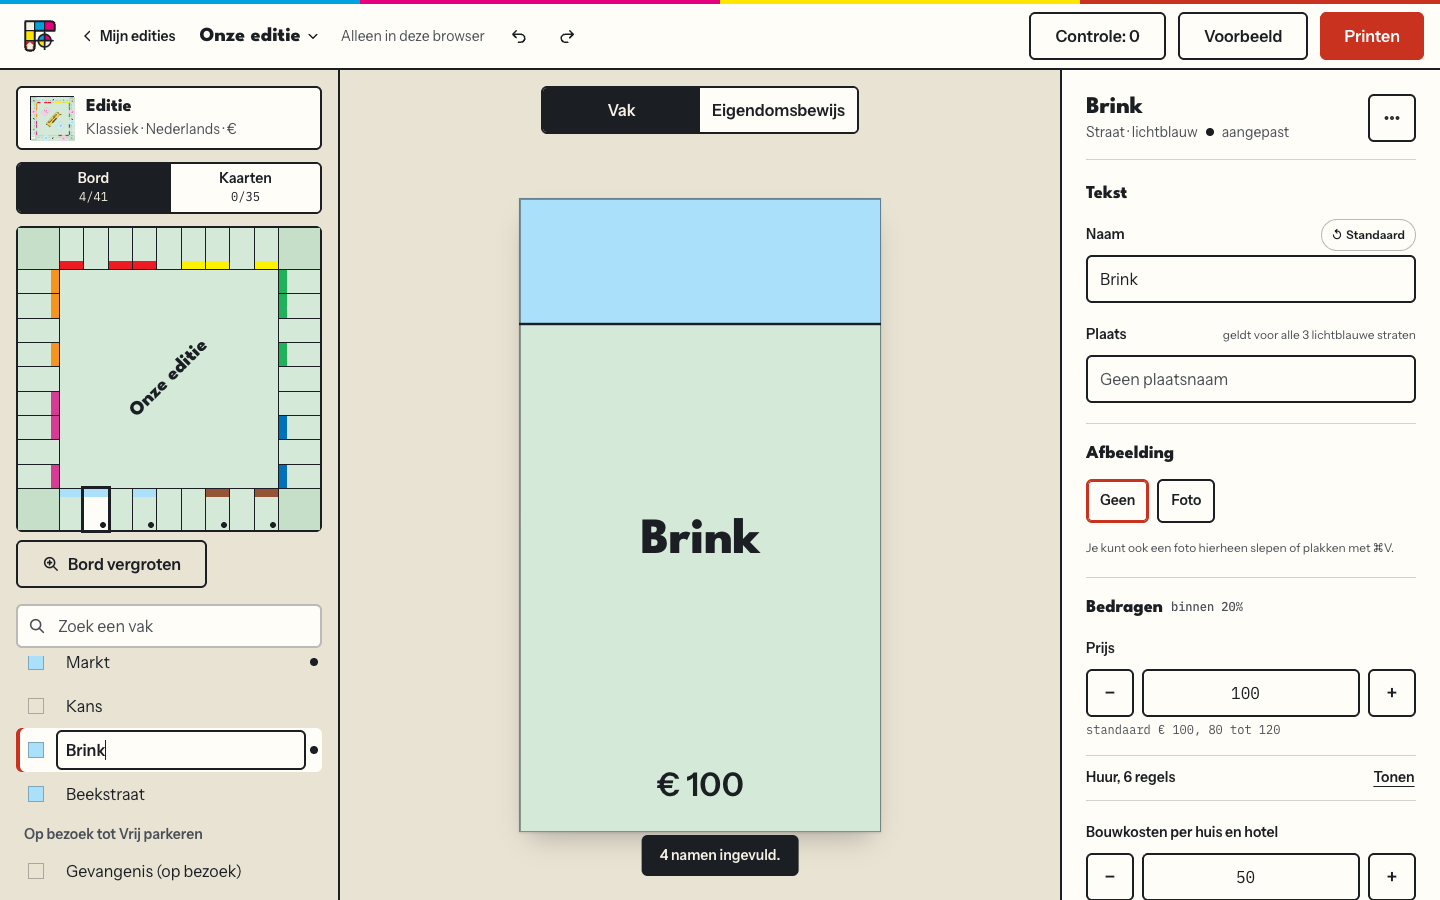 Mijn edities
Onze editie
Alleen in deze browser
Controle: 0
Voorbeeld
Printen
Editie
Klassiek · Nederlands · €
Bord
4/41
Kaarten
0/35
Onze editie
Bord vergroten
Zoek een vak
Markt
Kans
Brink
Beekstraat
Op bezoek tot Vrij parkeren
Gevangenis (op bezoek)
Vak
Eigendomsbewijs
Brink
€ 100
4 namen ingevuld.
Brink
Straat · lichtblauw ● aangepast
Tekst
Naam
Standaard
Brink
Plaats
geldt voor alle 3 lichtblauwe straten
Geen plaatsnaam
Afbeelding
Geen
Foto
Je kunt ook een foto hierheen slepen of plakken met ⌘V.
Bedragen binnen 20%
Prijs
− 100 +
standaard € 100, 80 tot 120
Huur, 6 regels
Tonen
Bouwkosten per huis en hotel
− 50 +